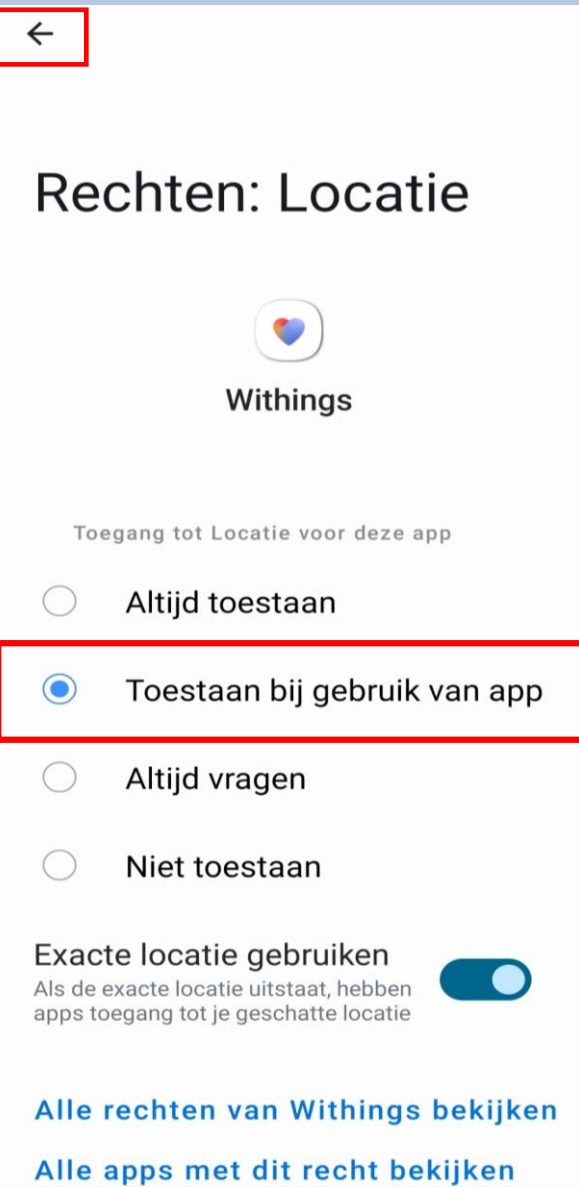 Rechten: Locatie
Withings
Toegang tot Locatie voor deze app
Altijd toestaan
Toestaan bij gebruik van app
Altijd vragen
Niet toestaan
Exacte locatie gebruiken
Als de exacte locatie uitstaat, hebben
apps toegang tot je geschatte locatie
Alle rechten van Withings bekijken
Alle apps met dit recht bekijken